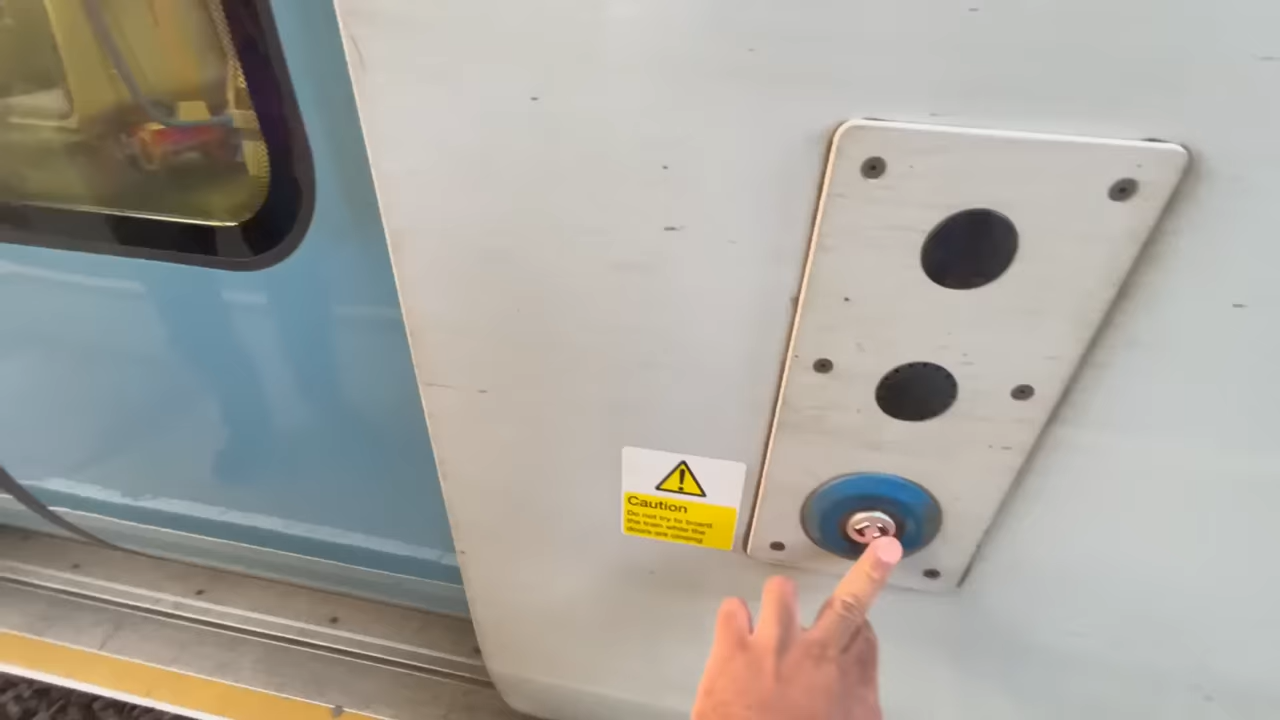 Caution
Do not try to board
the train while the
doors are closing